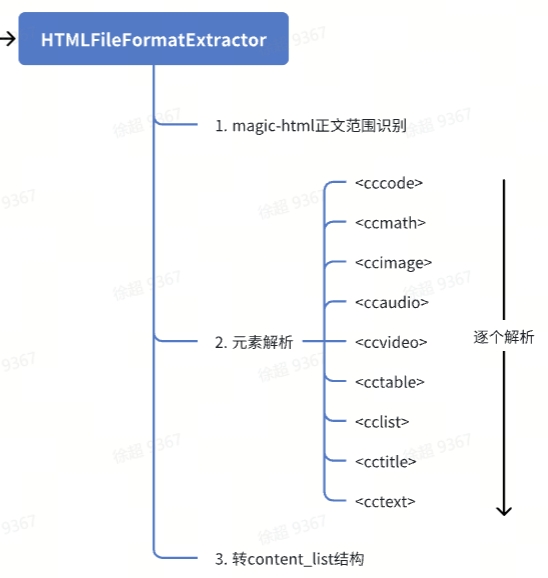 HTMLFileFormatExtractor
1. magic-html正文范围识别
2. 元素解析
<cccode>
<ccmath>
<ccimage>
<ccaudio>
<ccvideo>
<cctable>
<cclist>
<cctitle>
<cctext>
逐个解析
3. 转content_list结构
徐超 9367